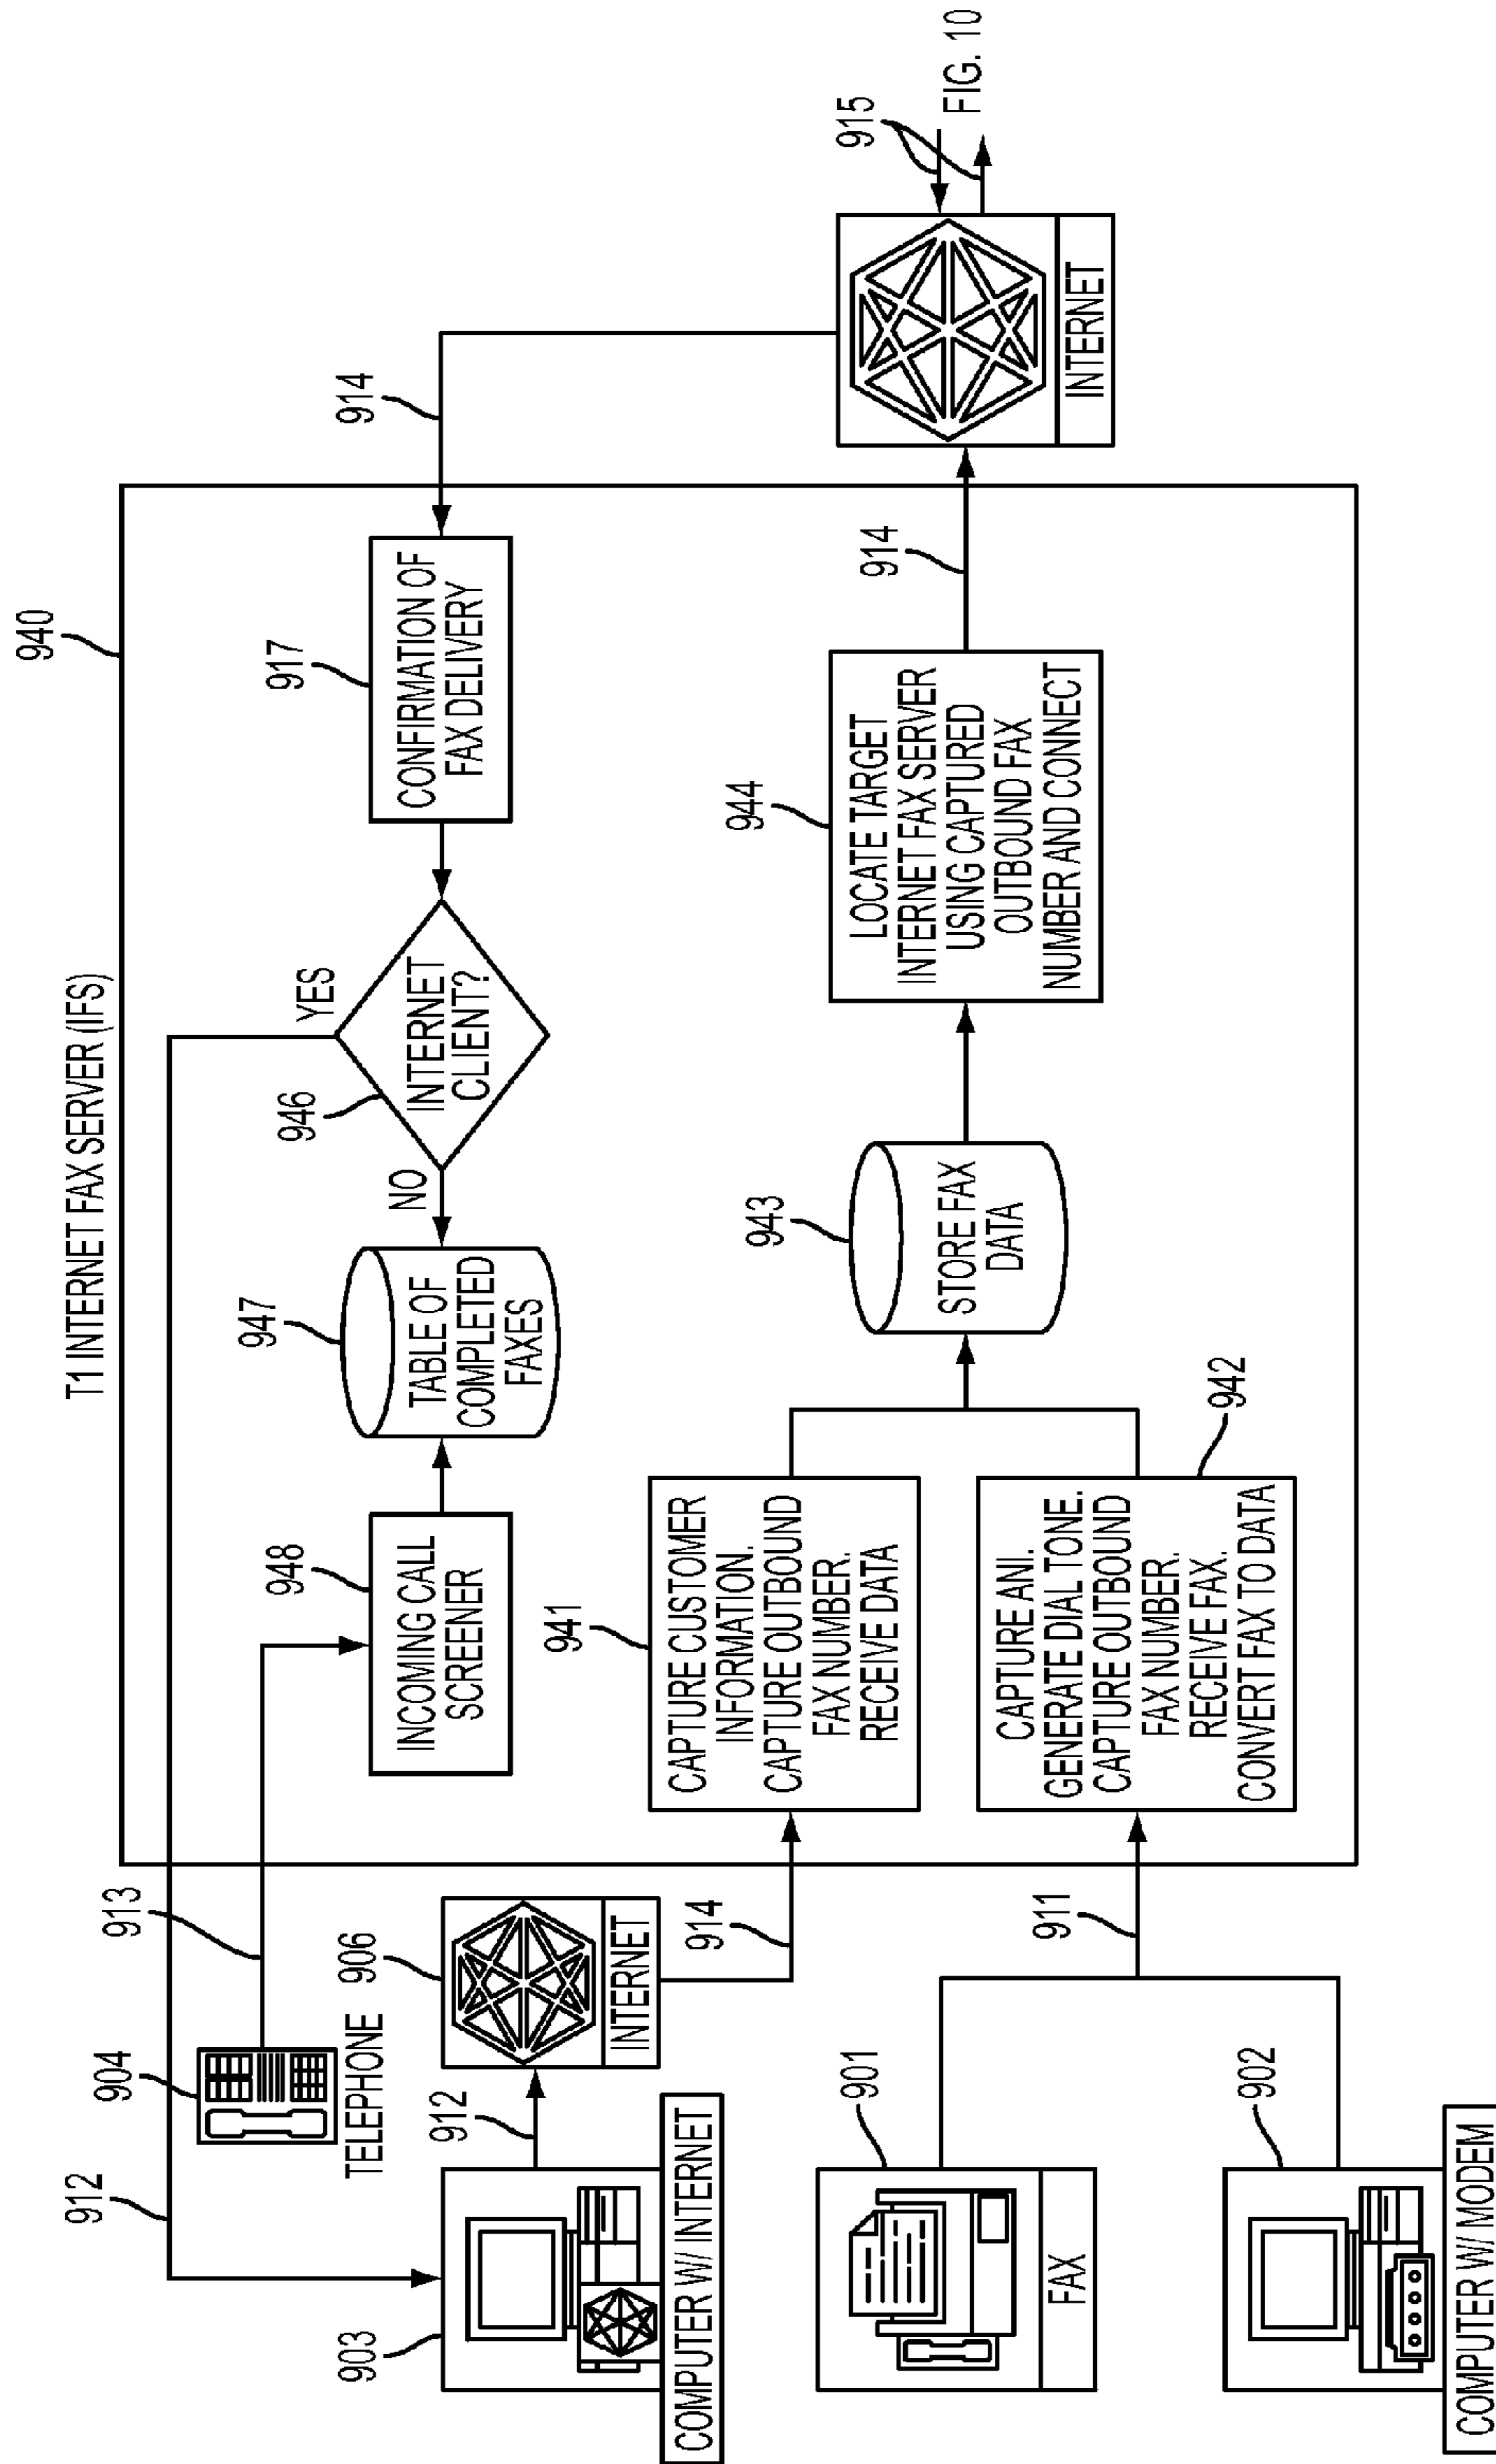 T1 INTERNET FAX SERVER (IFS)
940
912
904
TELEPHONE
913
903
COMPUTER W/ INTERNET
912
906
INTERNET
914
948
INCOMING CALL
SCREENER
947
TABLE OF
COMPLETED
FAXES
NO
946
INTERNET
CLIENT?
YES
917
CONFIRMATION OF
FAX DELIVERY
914
941
CAPTURE CUSTOMER
INFORMATION.
CAPTURE OUTBOUND
FAX NUMBER.
RECEIVE DATA
901
FAX
902
COMPUTER W/ MODEM
911
CAPTURE ANI.
GENERATE DIAL TONE.
CAPTURE OUTBOUND
FAX NUMBER.
RECEIVE FAX.
CONVERT FAX TO DATA
942
943
STORE FAX
DATA
944
LOCATE TARGET
INTERNET FAX SERVER
USING CAPTURED
OUTBOUND FAX
NUMBER AND CONNECT
914
INTERNET
915
FIG. 10